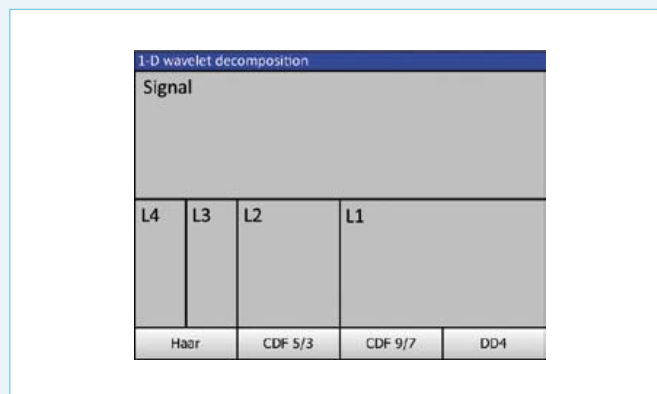 1-D wavelet decomposition
Signal
L4 L3 L2 L1
Haar CDF 5/3 CDF 9/7 DD4